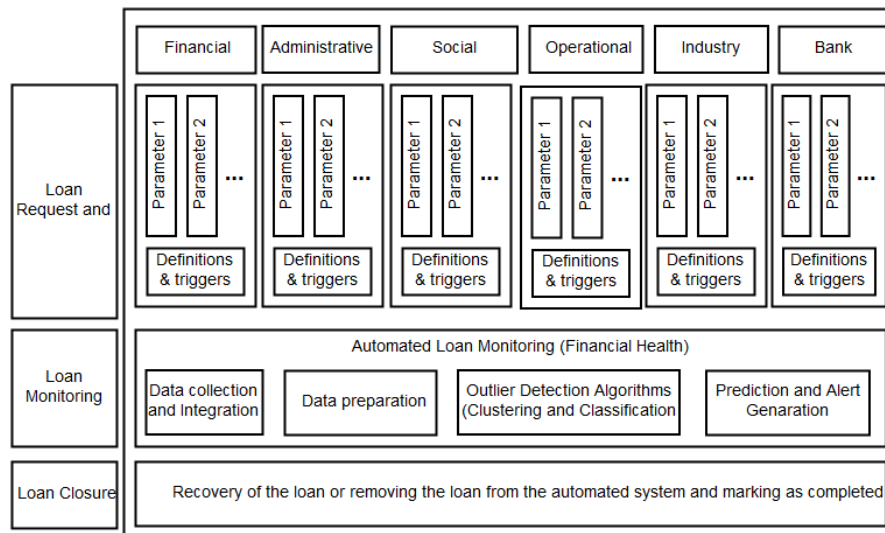 Financial
Administrative
Social
Operational
Industry
Bank
Loan
Request and
Parameter 1
Parameter 2
...
Definitions
& triggers
Parameter 1
Parameter 2
...
Definitions
& triggers
Parameter 1
Parameter 2
...
Definitions
& triggers
Parameter 1
Parameter 2
...
Definitions
& triggers
Parameter 1
Parameter 2
...
Definitions
& triggers
Parameter 1
Parameter 2
...
Definitions
& triggers
Loan
Monitoring
Automated Loan Monitoring (Financial Health)
Data collection
and Integration
Data preparation
Outlier Detection Algorithms
(Clustering and Classification
Prediction and Alert
Genaration
Loan Closure
Recovery of the loan or removing the loan from the automated system and marking as completed